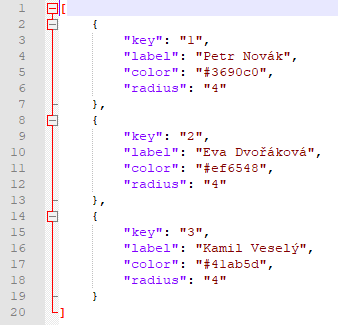 1 [
2 {
3 "key": "1",
4 "label": "Petr Novák",
5 "color": "#3690c0",
6 "radius": "4"
7 },
8 {
9 "key": "2",
10 "label": "Eva Dvořáková",
11 "color": "#ef6548",
12 "radius": "4"
13 },
14 {
15 "key": "3",
16 "label": "Kamil Veselý",
17 "color": "#41ab5d",
18 "radius": "4"
19 }
20 ]